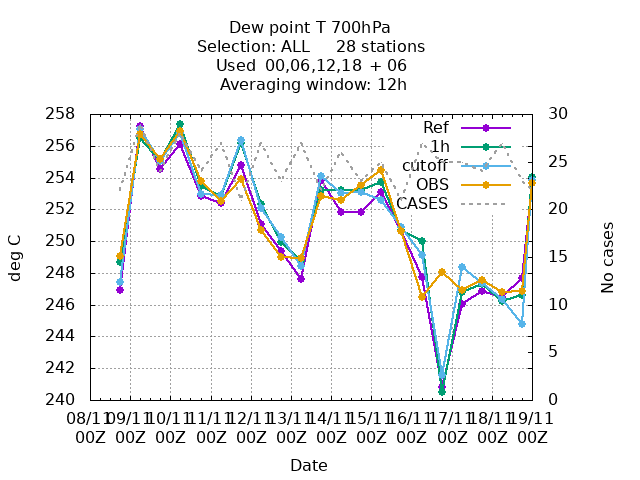 Dew point T 700hPa
Selection: ALL 28 stations
Used 00,06,12,18 + 06
Averaging window: 12h
258
256
254
252
250
248
246
244
242
240
30
25
20
15
10
5
0
deg C
No cases
Ref
1h
cutoff
OBS
CASES
08/11 09/11 10/11 11/11 12/11 13/11 14/11 15/11 16/11 17/11 18/11 19/11
00Z 00Z 00Z 00Z 00Z 00Z 00Z 00Z 00Z 00Z 00Z 00Z
Date